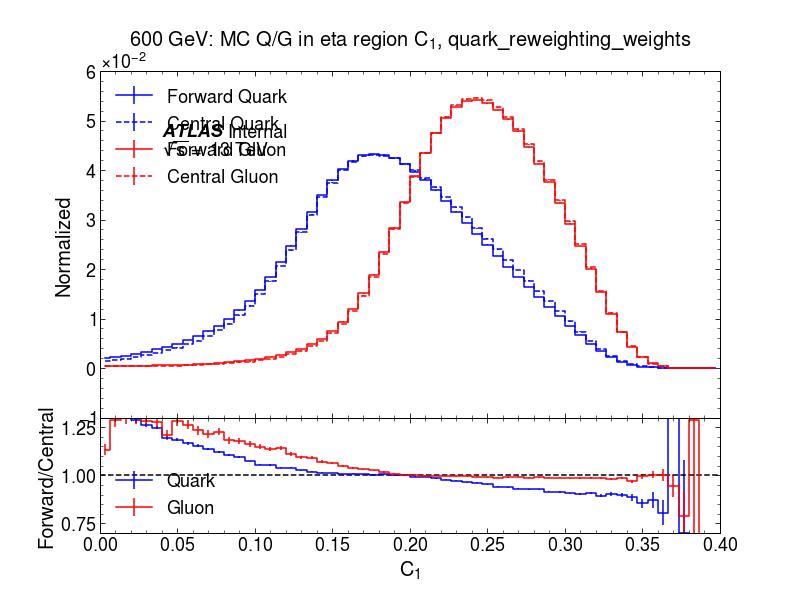 600 GeV: MC Q/G in eta region C₁, quark_reweighting_weights
×10⁻²
6
5
4
3
2
1
0
−1
Normalized
Forward Quark
Central Quark
ATLAS Internal
√s = 13 TeV
Forward Gluon
Central Gluon
1.25
1.00
0.75
Forward/Central
Quark
Gluon
0.00 0.05 0.10 0.15 0.20 0.25 0.30 0.35 0.40
C₁